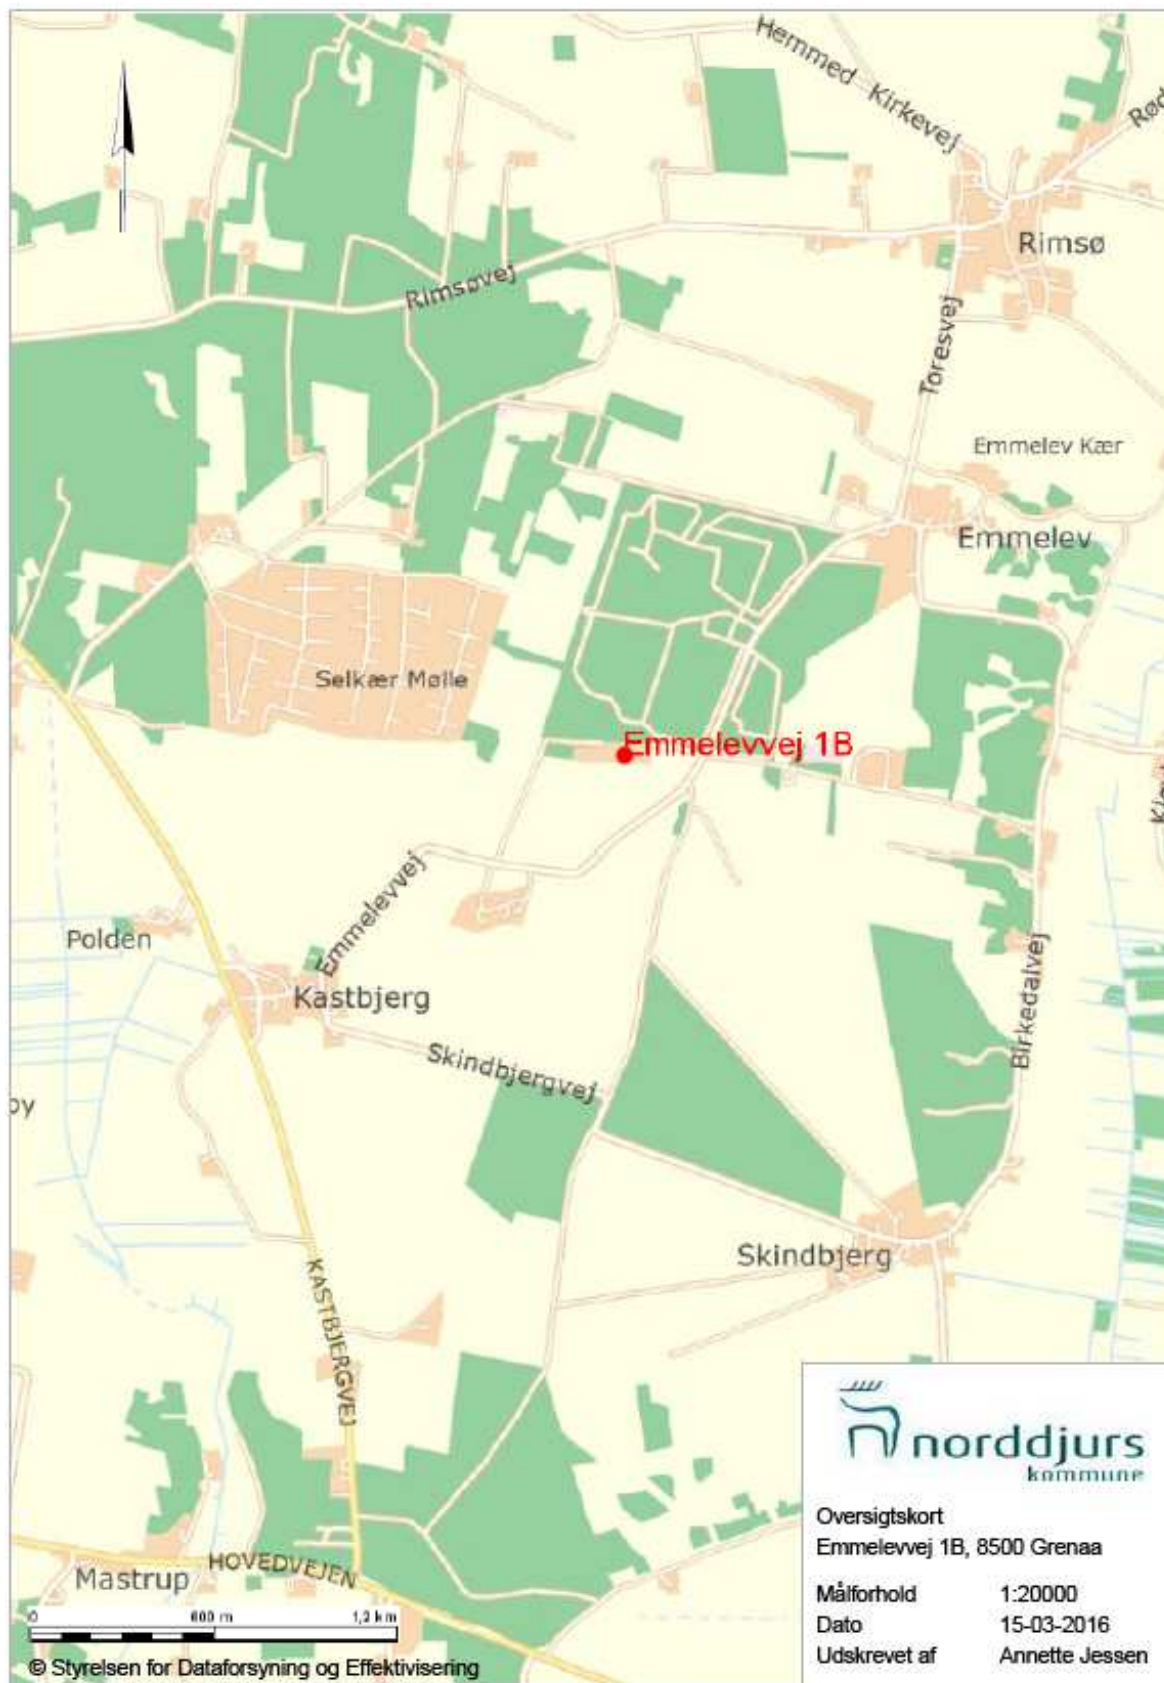 Hemmed Kirkevej
Rimsø
Rimsøvej
Toresvej
Emmelev Kær
Emmelev
Selkær Mølle
Emmelevvej 1B
Emmelevvej
Polden
Kastbjerg
Birkedalvej
Skindbjergvej
Skindbjerg
KASTBJERGVEJ
HOVEDVEJEN
Mastrup
0 600 m 1,2 km
© Styrelsen for Dataforsyning og Effektivisering
norddjurs
kommune
Oversigtskort
Emmelevvej 1B, 8500 Grenaa
Målforhold 1:20000
Dato 15-03-2016
Udskrevet af Annette Jessen